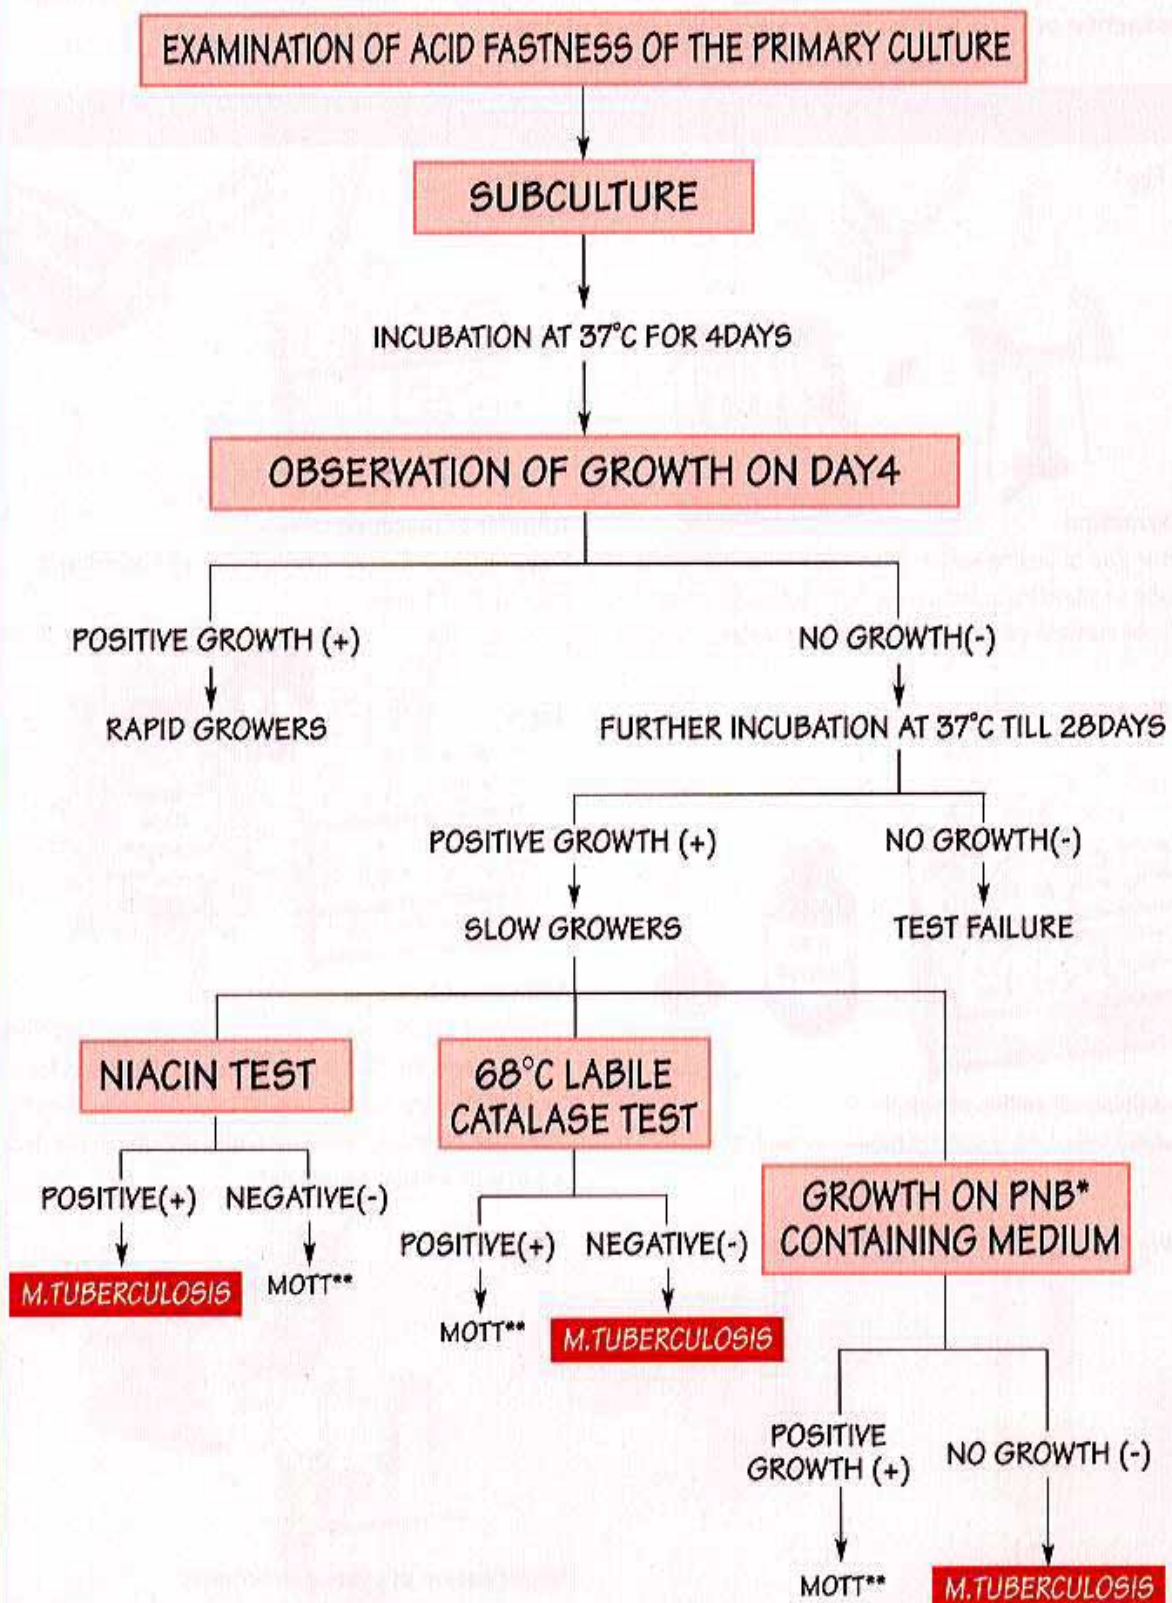 EXAMINATION OF ACID FASTNESS OF THE PRIMARY CULTURE
SUBCULTURE
INCUBATION AT 37°C FOR 4DAYS
OBSERVATION OF GROWTH ON DAY4
POSITIVE GROWTH (+)
NO GROWTH(-)
RAPID GROWERS
FURTHER INCUBATION AT 37°C TILL 28DAYS
POSITIVE GROWTH (+)
NO GROWTH(-)
SLOW GROWERS
TEST FAILURE
NIACIN TEST
68°C LABILE
CATALASE TEST
POSITIVE(+)
NEGATIVE(-)
M.TUBERCULOSIS
MOTT**
POSITIVE(+)
NEGATIVE(-)
MOTT**
M.TUBERCULOSIS
GROWTH ON PNB*
CONTAINING MEDIUM
POSITIVE
GROWTH (+)
NO GROWTH (-)
MOTT**
M.TUBERCULOSIS